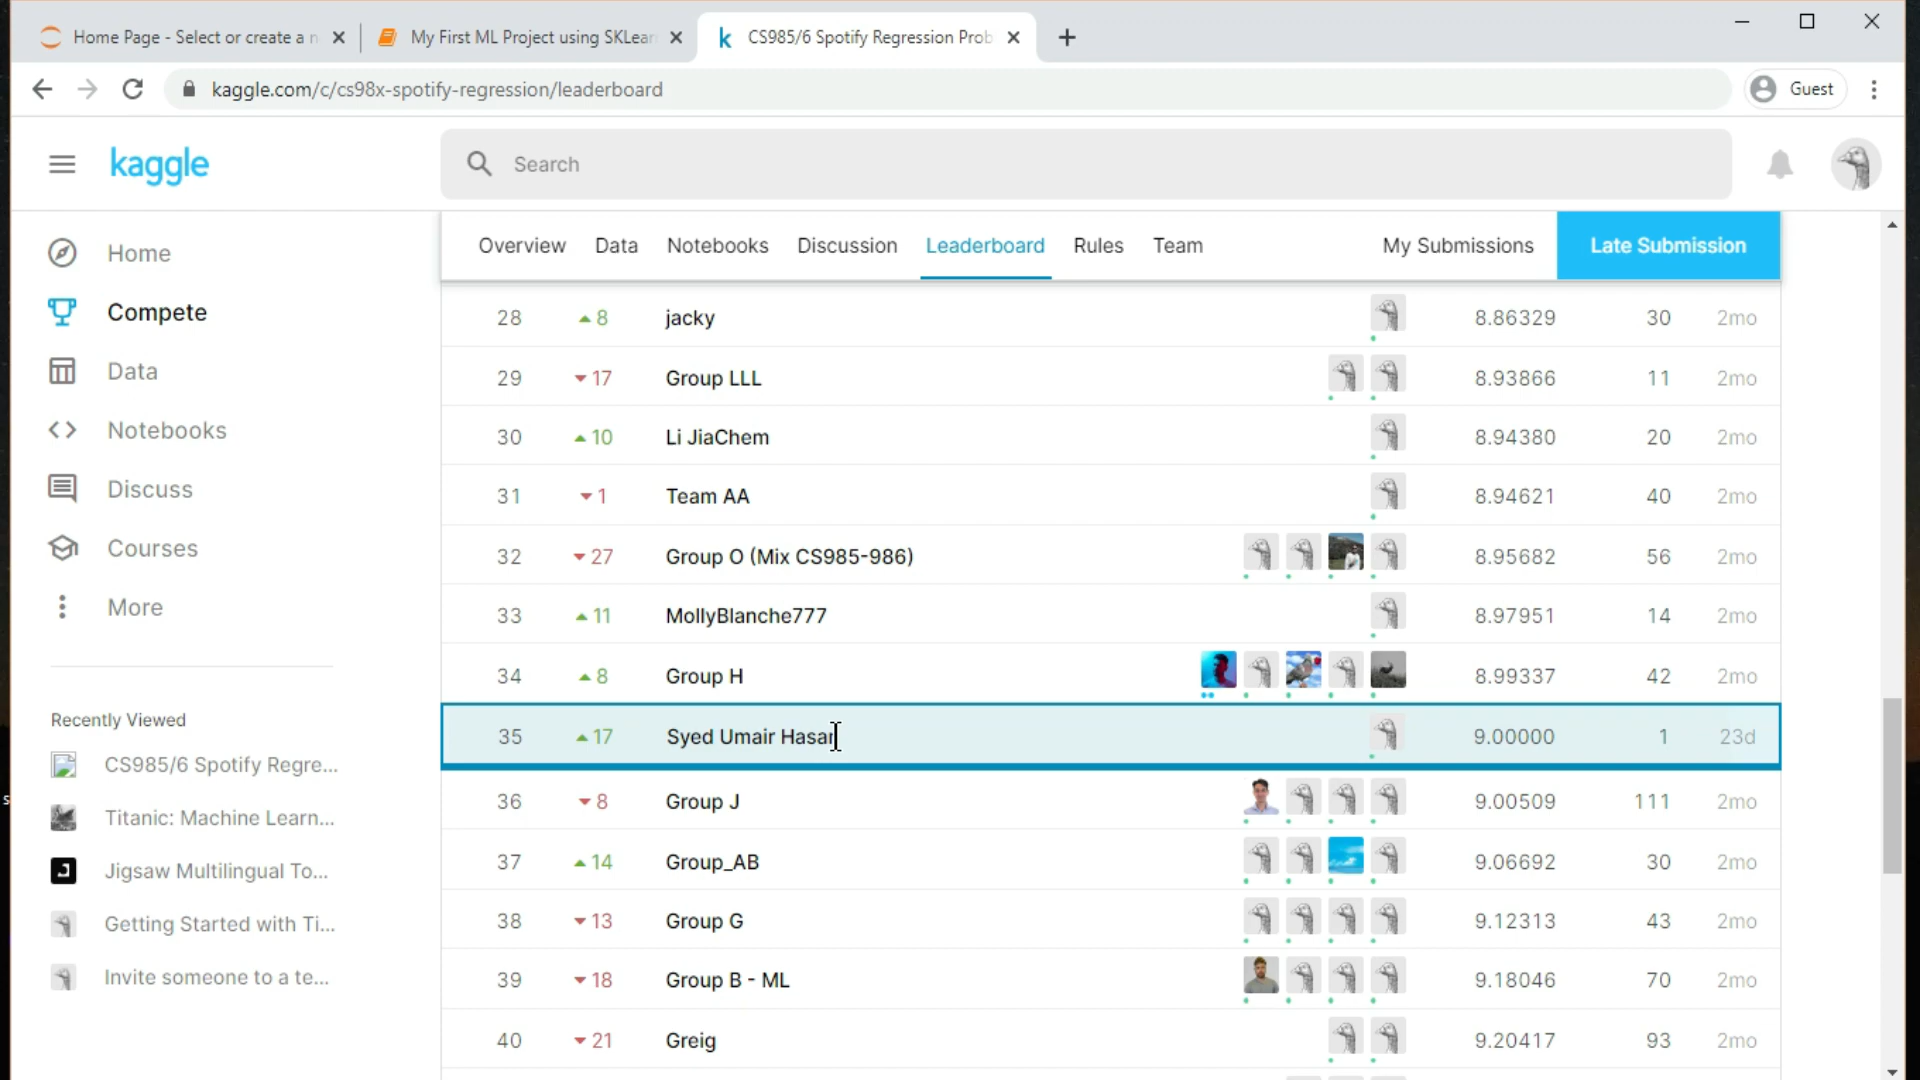 Home Page - Select or create a n
My First ML Project using SKLear
CS985/6 Spotify Regression Prob
kaggle.com/c/cs98x-spotify-regression/leaderboard
Guest
kaggle
Search
Home
Compete
Data
Notebooks
Discuss
Courses
More
Recently Viewed
CS985/6 Spotify Regre...
Titanic: Machine Learn...
Jigsaw Multilingual To...
Getting Started with Ti...
Invite someone to a te...
Overview Data Notebooks Discussion Leaderboard Rules Team My Submissions Late Submission
28 8 jacky 8.86329 30 2mo
29 17 Group LLL 8.93866 11 2mo
30 10 Li JiaChem 8.94380 20 2mo
31 1 Team AA 8.94621 40 2mo
32 27 Group O (Mix CS985-986) 8.95682 56 2mo
33 11 MollyBlanche777 8.97951 14 2mo
34 8 Group H 8.99337 42 2mo
35 17 Syed Umair Hasan 9.00000 1 23d
36 8 Group J 9.00509 111 2mo
37 14 Group_AB 9.06692 30 2mo
38 13 Group G 9.12313 43 2mo
39 18 Group B - ML 9.18046 70 2mo
40 21 Greig 9.20417 93 2mo